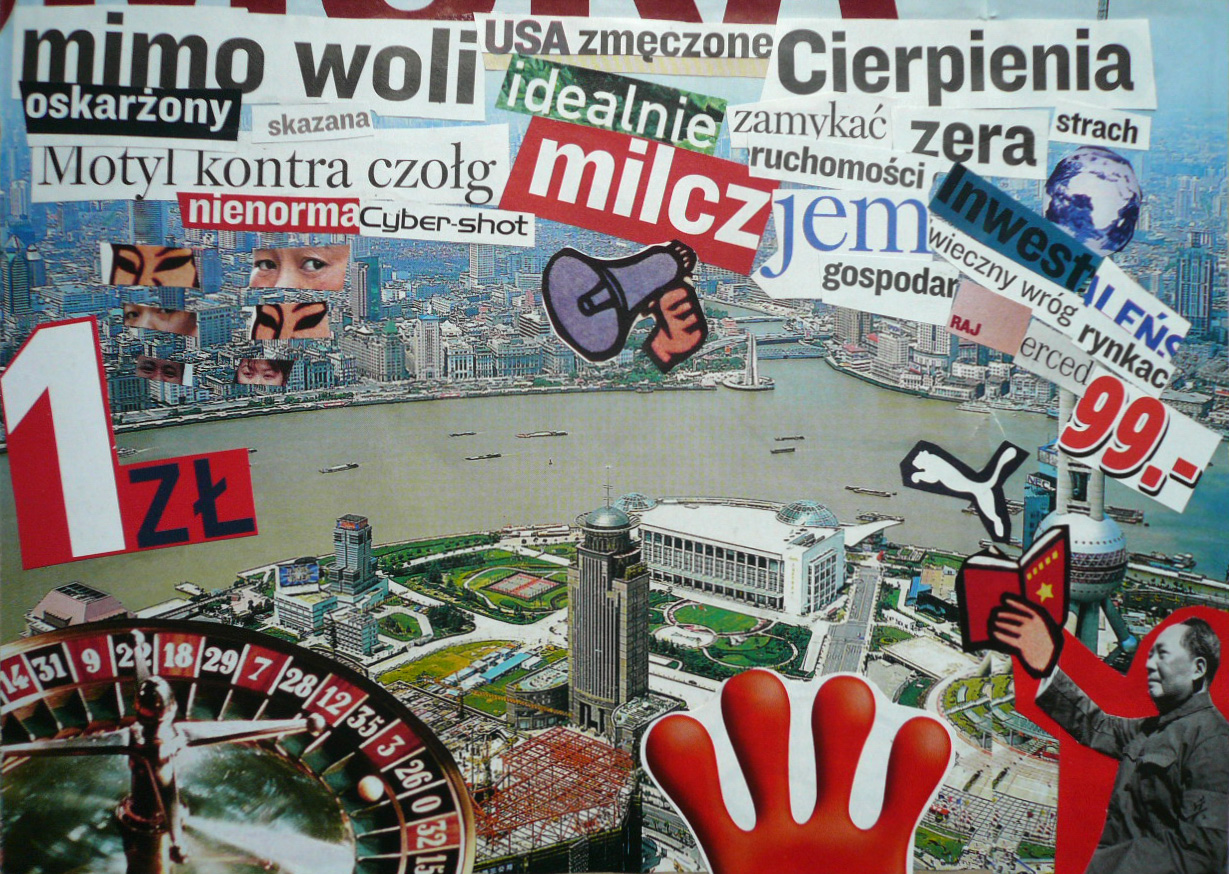 mimo woli
USA zmęczone
Cierpienia
oskarżony
skazana
idealnie
zamykać
zera
strach
Motyl kontra czołg
milcz
ruchomości
nienorma
Cyber-shot
jem
Inwest
gospodar
wieczny wróg
ALEŃS
RAJ
rynkac
erced
99.-
1
ZŁ
14 31 9 22 18 29 7 28 12 35 3 26 0 32 15